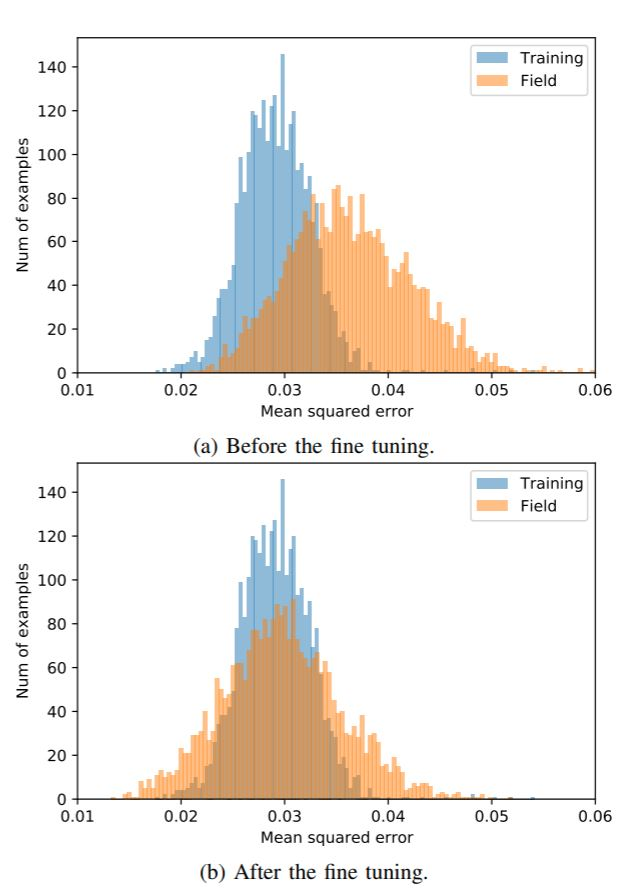 Training
Field
140
120
100
80
60
40
20
0
Num of examples
0.01 0.02 0.03 0.04 0.05 0.06
Mean squared error
(a) Before the fine tuning.
Training
Field
140
120
100
80
60
40
20
0
Num of examples
0.01 0.02 0.03 0.04 0.05 0.06
Mean squared error
(b) After the fine tuning.